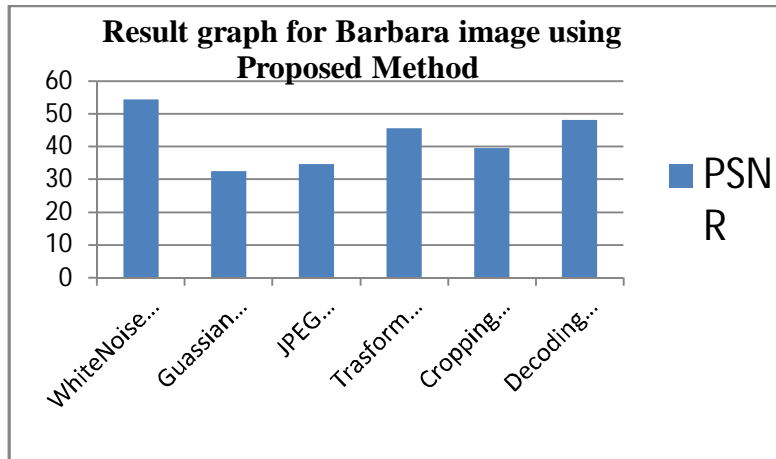 Result graph for Barbara image using
Proposed Method
60
50
40
30
20
10
0
WhiteNoise...
Guassian...
JPEG...
Trasform...
Cropping...
Decoding...
PSN
R